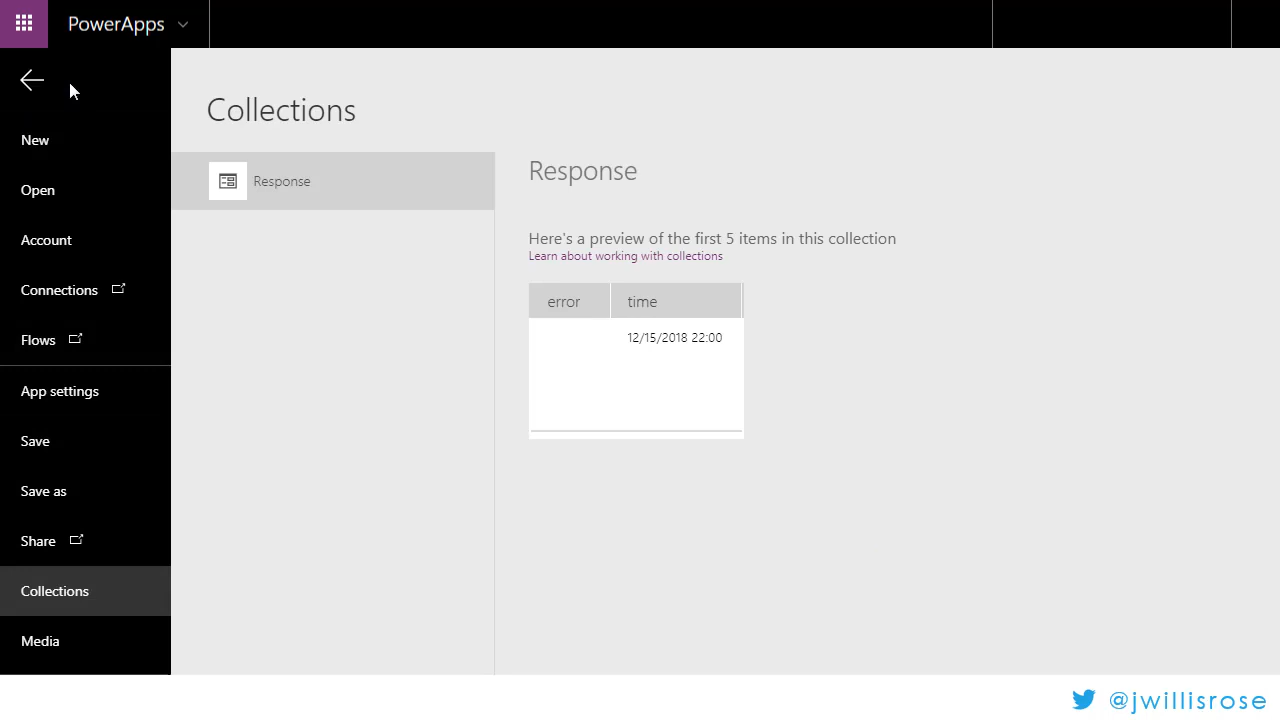 PowerApps
New
Open
Account
Connections
Flows
App settings
Save
Save as
Share
Collections
Media
Collections
Response
Response
Here's a preview of the first 5 items in this collection
Learn about working with collections
error time
12/15/2018 22:00
@jwillisrose